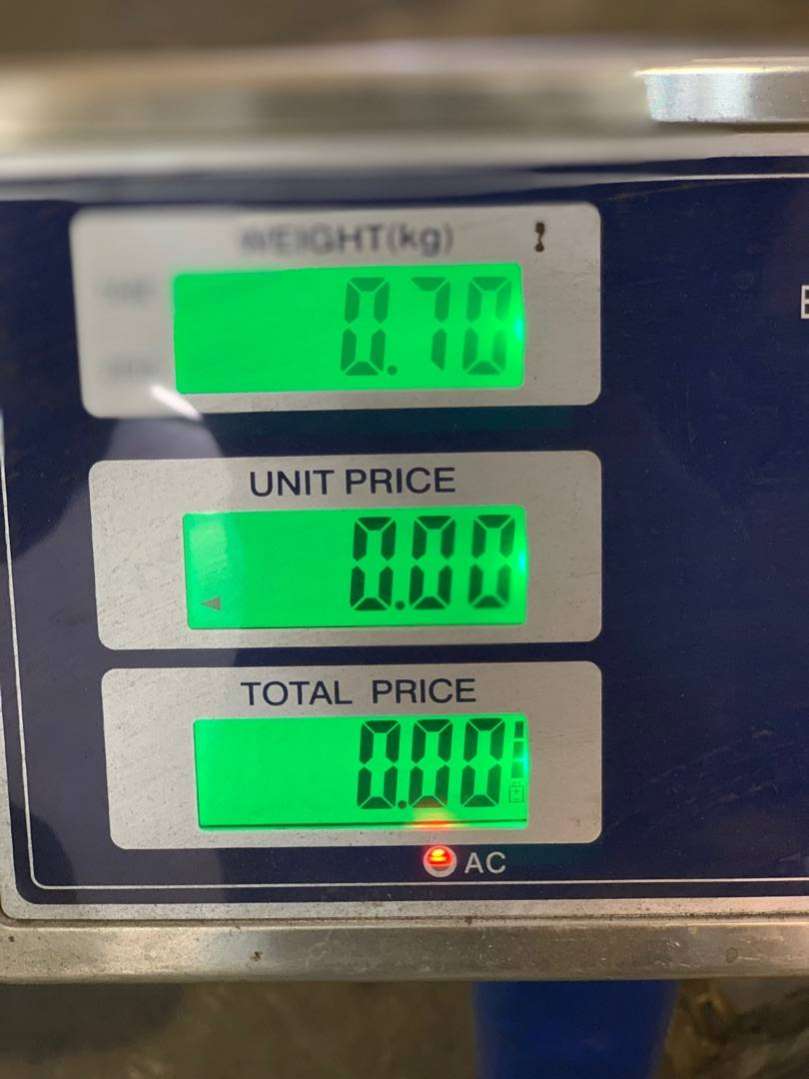 WEIGHT(kg)
0.70
UNIT PRICE
0.00
TOTAL PRICE
0.00
AC